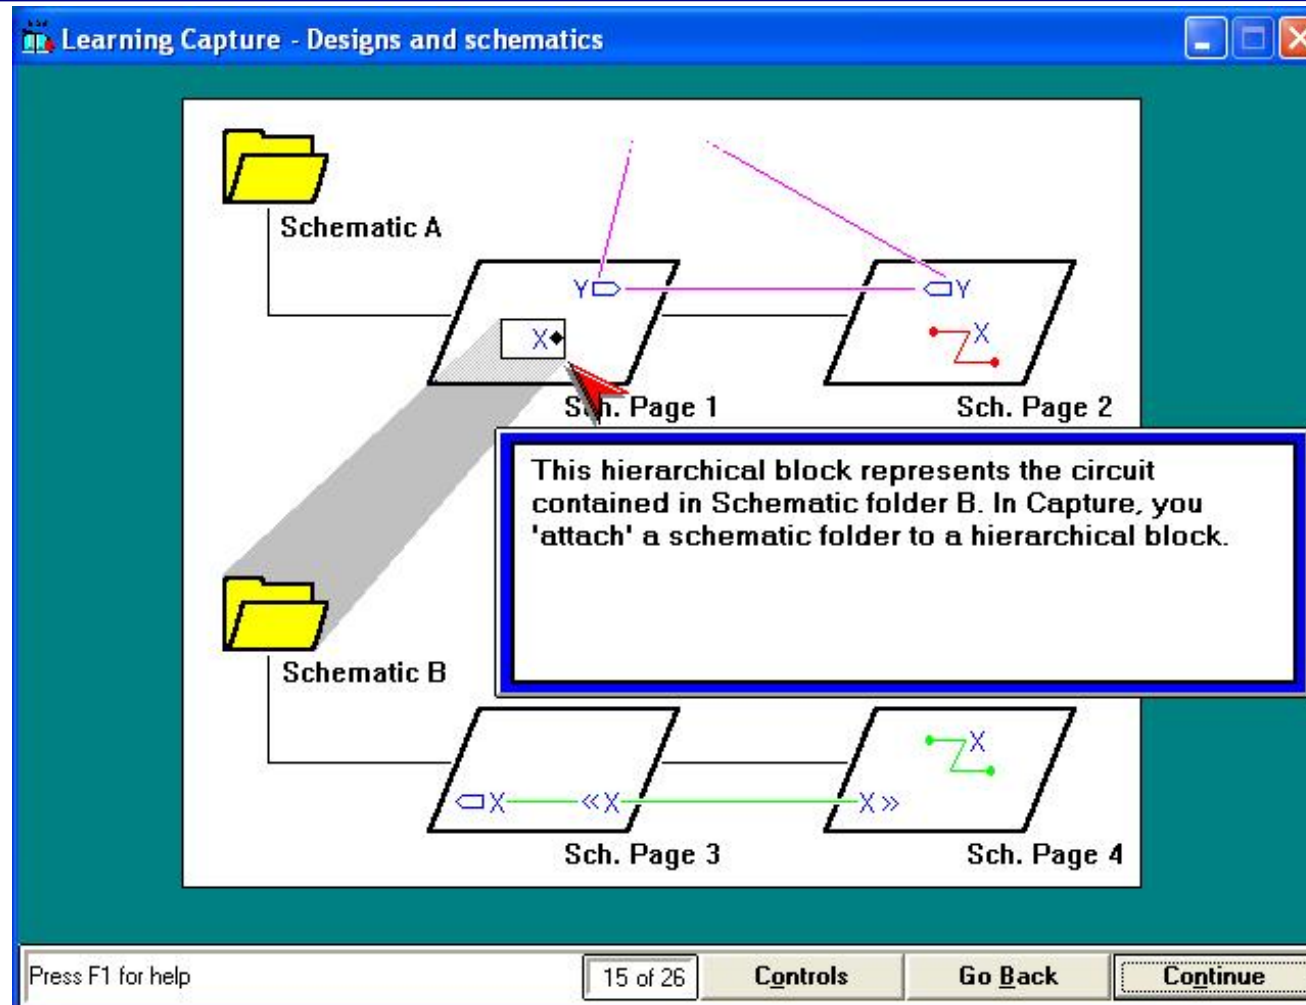 Learning Capture - Designs and schematics
Schematic A
Y
Y
X
X
Sch. Page 1
Sch. Page 2
This hierarchical block represents the circuit
contained in Schematic folder B. In Capture, you
'attach' a schematic folder to a hierarchical block.
Schematic B
X
X «X X»
Sch. Page 3
Sch. Page 4
Press F1 for help
15 of 26
Controls
Go Back
Continue